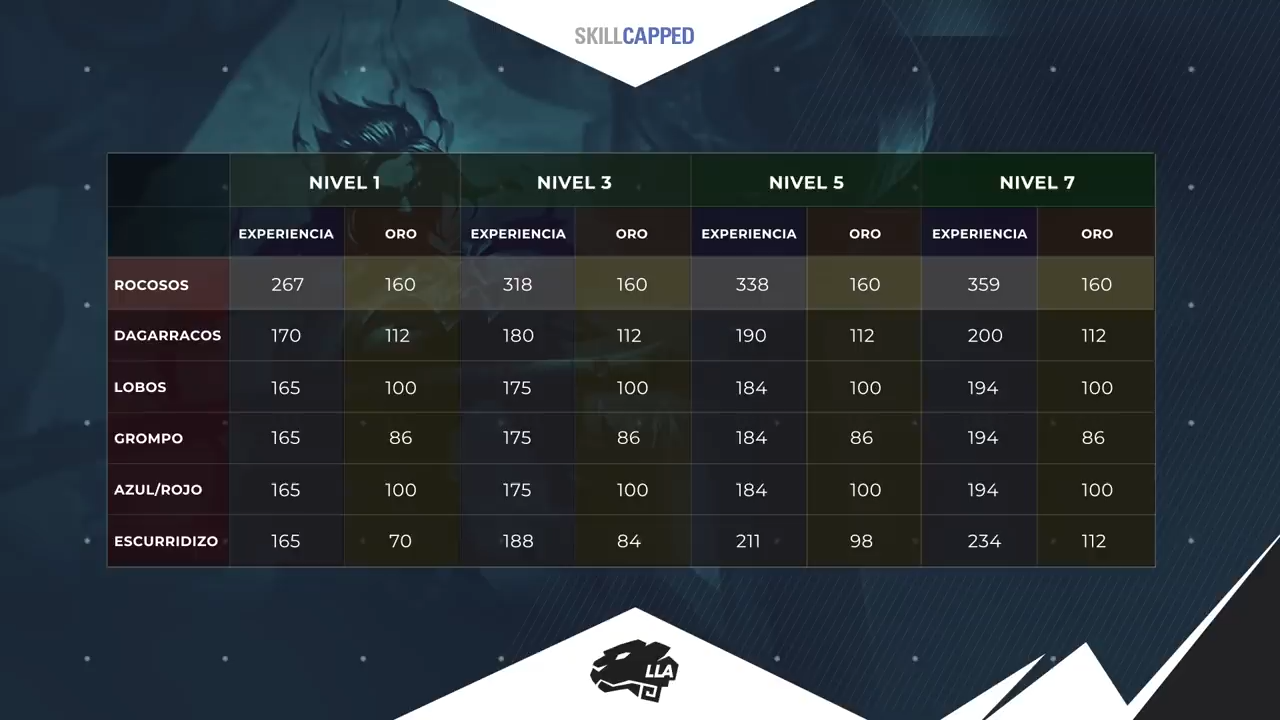 SKILLCAPPED
NIVEL 1 NIVEL 3 NIVEL 5 NIVEL 7
EXPERIENCIA ORO EXPERIENCIA ORO EXPERIENCIA ORO EXPERIENCIA ORO
ROCOSOS 267 160 318 160 338 160 359 160
DAGARRACOS 170 112 180 112 190 112 200 112
LOBOS 165 100 175 100 184 100 194 100
GROMPO 165 86 175 86 184 86 194 86
AZUL/ROJO 165 100 175 100 184 100 194 100
ESCURRIDIZO 165 70 188 84 211 98 234 112
LLA